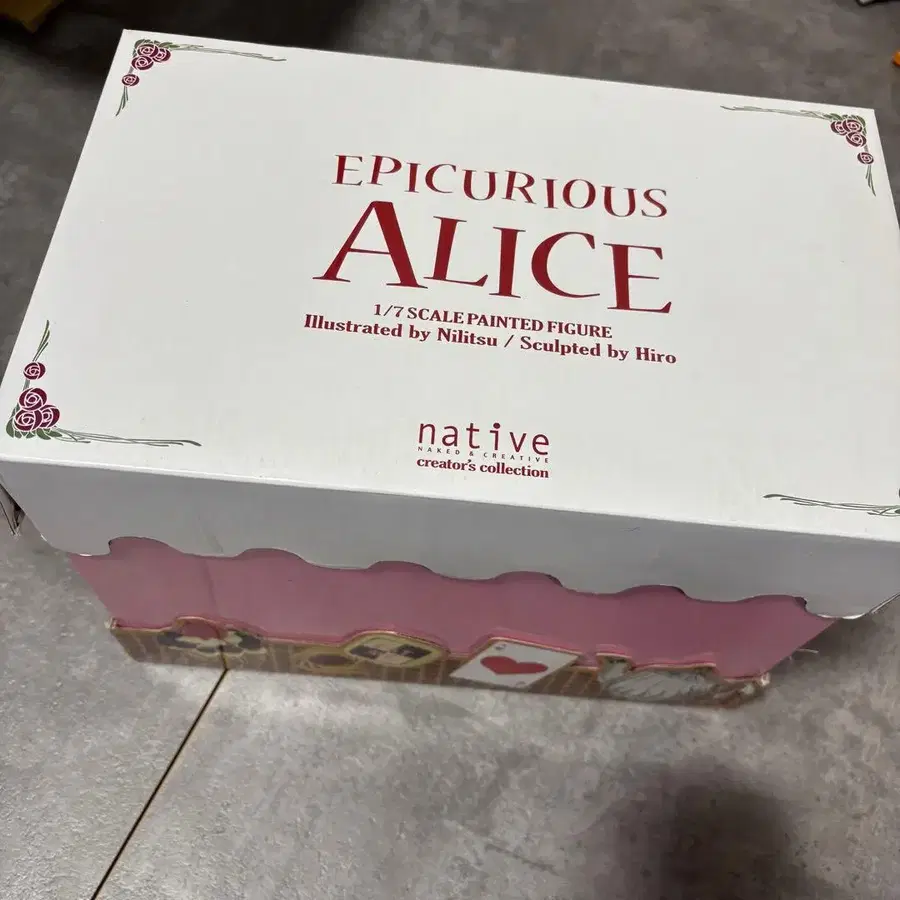 EPICURIOUS
ALICE
1/7 SCALE PAINTED FIGURE
Illustrated by Nilitsu / Sculpted by Hiro
native
NAKED & CREATIVE
creator's collection